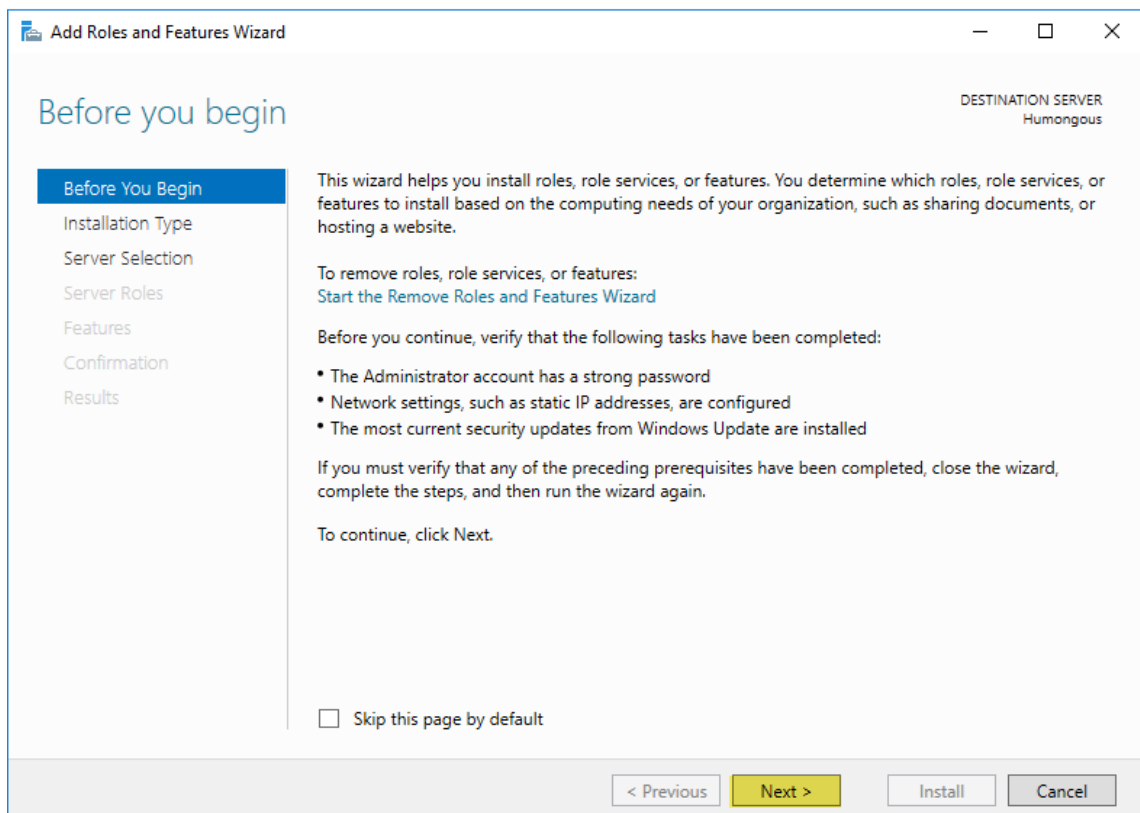 Add Roles and Features Wizard
Before you begin
DESTINATION SERVER
Humongous
Before You Begin
Installation Type
Server Selection
Server Roles
Features
Confirmation
Results
This wizard helps you install roles, role services, or features. You determine which roles, role services, or
features to install based on the computing needs of your organization, such as sharing documents, or
hosting a website.
To remove roles, role services, or features:
Start the Remove Roles and Features Wizard
Before you continue, verify that the following tasks have been completed:
• The Administrator account has a strong password
• Network settings, such as static IP addresses, are configured
• The most current security updates from Windows Update are installed
If you must verify that any of the preceding prerequisites have been completed, close the wizard,
complete the steps, and then run the wizard again.
To continue, click Next.
Skip this page by default
< Previous
Next >
Install
Cancel